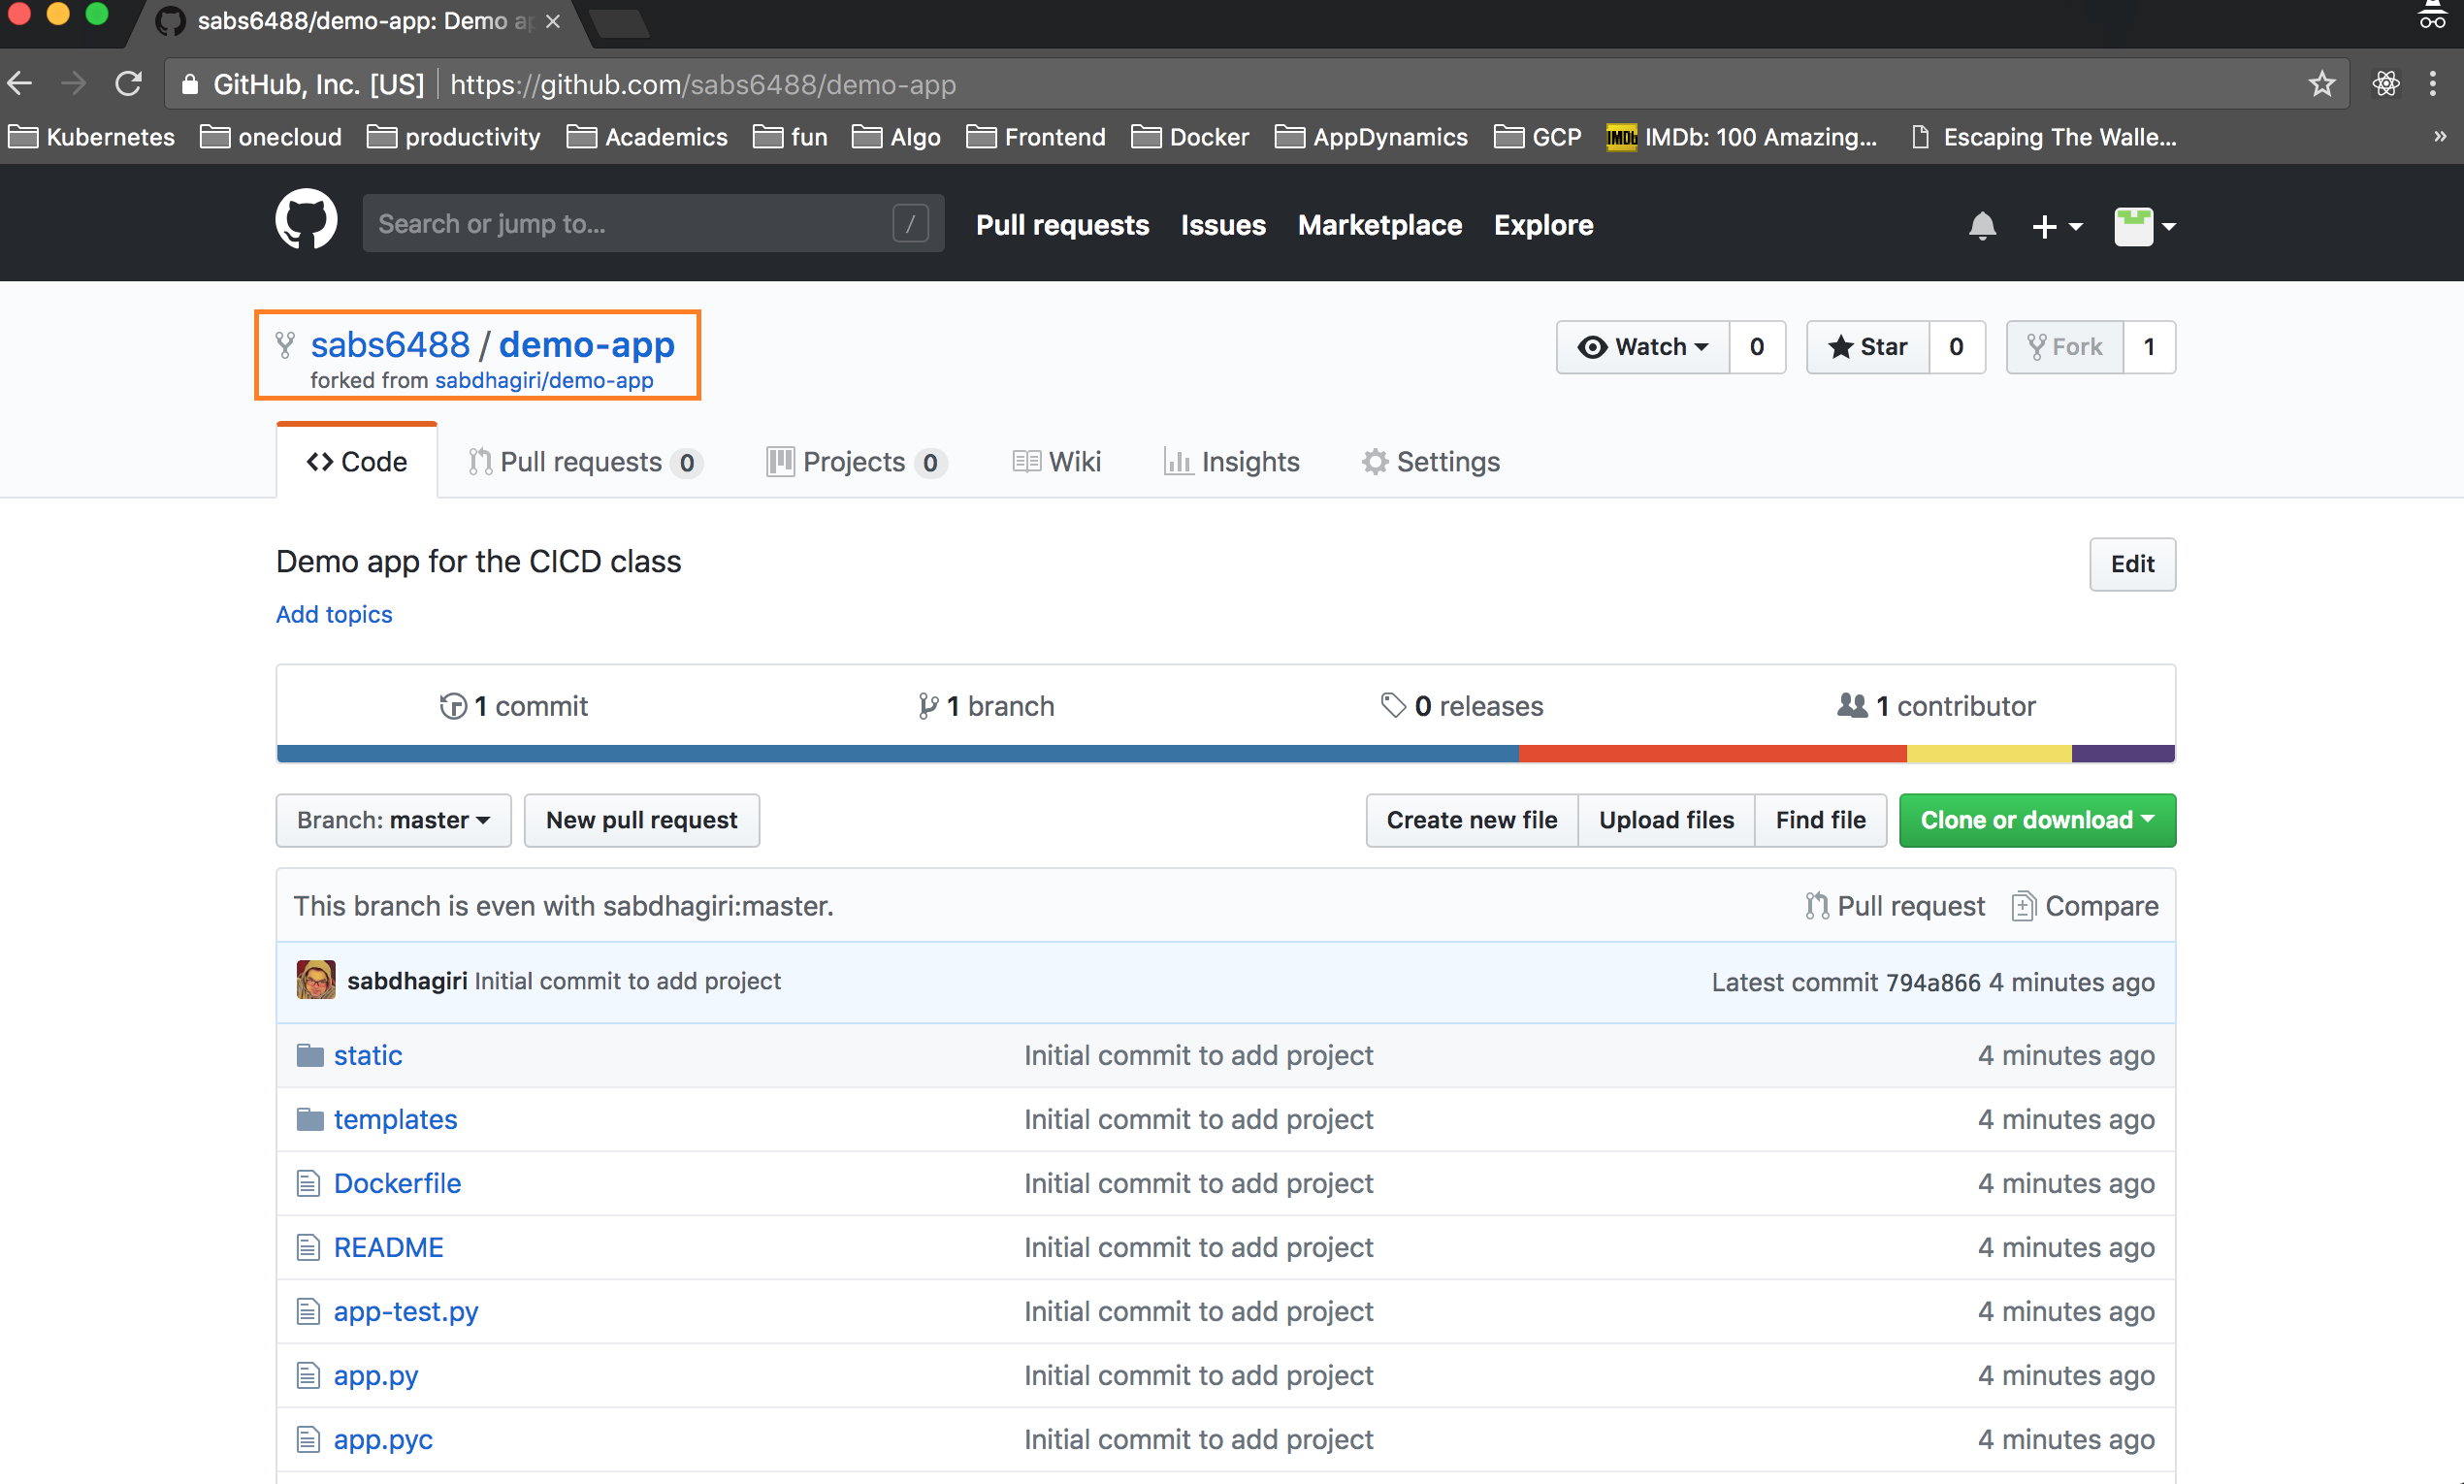 sabs6488/demo-app: Demo ap
GitHub, Inc. [US] https://github.com/sabs6488/demo-app
Kubernetes onecloud productivity Academics fun Algo Frontend Docker AppDynamics GCP IMDb IMDb: 100 Amazing... Escaping The Walle... »
Search or jump to... / Pull requests Issues Marketplace Explore
sabs6488 / demo-app Watch 0 Star 0 Fork 1
forked from sabdhagiri/demo-app
Code Pull requests 0 Projects 0 Wiki Insights Settings
Demo app for the CICD class Edit
Add topics
1 commit 1 branch 0 releases 1 contributor
Branch: master New pull request Create new file Upload files Find file Clone or download
This branch is even with sabdhagiri:master. Pull request Compare
sabdhagiri Initial commit to add project Latest commit 794a866 4 minutes ago
static Initial commit to add project 4 minutes ago
templates Initial commit to add project 4 minutes ago
Dockerfile Initial commit to add project 4 minutes ago
README Initial commit to add project 4 minutes ago
app-test.py Initial commit to add project 4 minutes ago
app.py Initial commit to add project 4 minutes ago
app.pyc Initial commit to add project 4 minutes ago